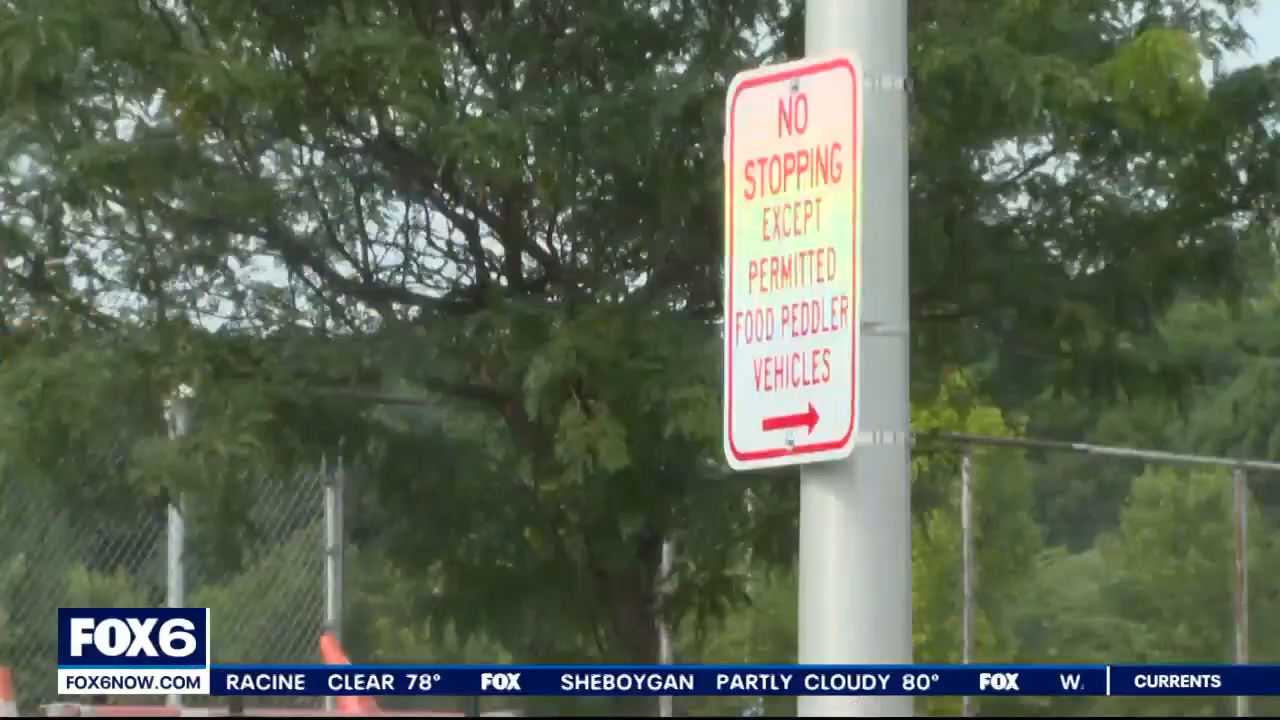 NO
STOPPING
EXCEPT
PERMITTED
FOOD PEDDLER
VEHICLES
FOX6
FOX6NOW.COM
RACINE CLEAR 78° FOX SHEBOYGAN PARTLY CLOUDY 80° FOX W. CURRENTS